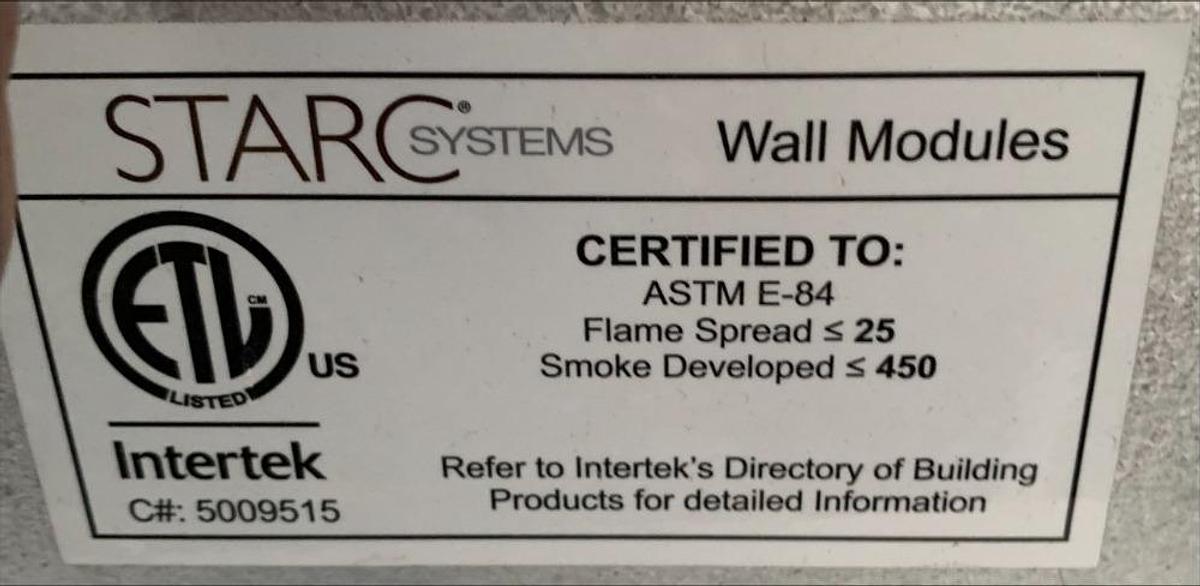 STARC® SYSTEMS Wall Modules
ETL CM
LISTED
US
Intertek
C#: 5009515
CERTIFIED TO:
ASTM E-84
Flame Spread ≤ 25
Smoke Developed ≤ 450
Refer to Intertek's Directory of Building
Products for detailed Information